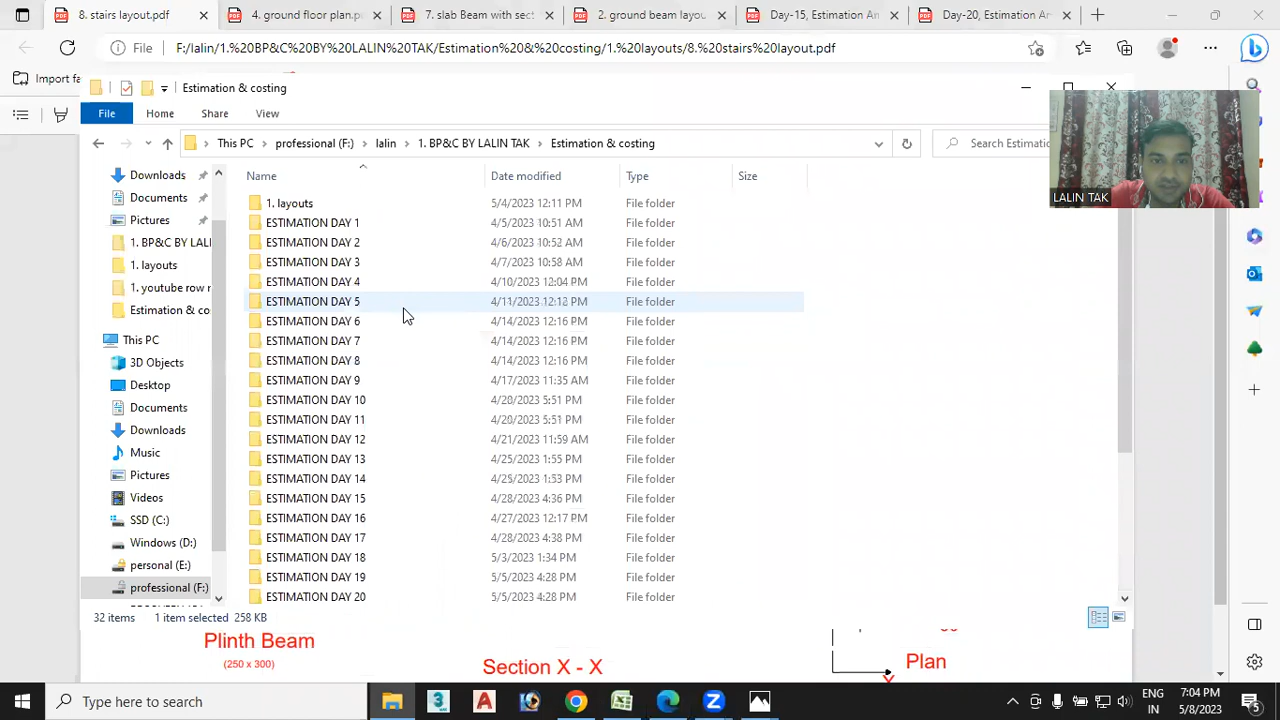 8. stairs layout.pdf
4. ground floor plan.p
7. slab Beam with sect
2. ground beam layou
Day-15, Estimation An
Day-20, Estimation An
File
F:/lalin/1.%20BP&C%20BY%20LALIN%20TAK/Estimation%20&%20costing/1.%20layouts/8.%20stairs%20layout.pdf
Import fa
Estimation & costing
File Home Share View
This PC professional (F:) lalin 1. BP&C BY LALIN TAK Estimation & costing
Search Estimatio
LALIN TAK
Name Date modified Type Size
Downloads
Documents
Pictures
1. BP&C BY LALI
1. layouts
1. youtube row r
Estimation & co
This PC
3D Objects
Desktop
Documents
Downloads
Music
Pictures
Videos
SSD (C:)
Windows (D:)
personal (E:)
professional (F:)
1. layouts 5/4/2023 12:11 PM File folder
ESTIMATION DAY 1 4/5/2023 10:51 AM File folder
ESTIMATION DAY 2 4/6/2023 10:52 AM File folder
ESTIMATION DAY 3 4/7/2023 10:58 AM File folder
ESTIMATION DAY 4 4/10/2023 12:04 PM File folder
ESTIMATION DAY 5 4/11/2023 12:12 PM File folder
ESTIMATION DAY 6 4/14/2023 12:16 PM File folder
ESTIMATION DAY 7 4/14/2023 12:16 PM File folder
ESTIMATION DAY 8 4/14/2023 12:16 PM File folder
ESTIMATION DAY 9 4/17/2023 11:35 AM File folder
ESTIMATION DAY 10 4/20/2023 5:51 PM File folder
ESTIMATION DAY 11 4/20/2023 5:51 PM File folder
ESTIMATION DAY 12 4/21/2023 11:59 AM File folder
ESTIMATION DAY 13 4/25/2023 1:55 PM File folder
ESTIMATION DAY 14 4/25/2023 1:53 PM File folder
ESTIMATION DAY 15 4/28/2023 4:36 PM File folder
ESTIMATION DAY 16 4/27/2023 12:17 PM File folder
ESTIMATION DAY 17 4/28/2023 4:38 PM File folder
ESTIMATION DAY 18 5/3/2023 1:34 PM File folder
ESTIMATION DAY 19 5/5/2023 4:28 PM File folder
ESTIMATION DAY 20 5/5/2023 4:28 PM File folder
32 items 1 item selected 258 KB
Plinth Beam
(250 x 300)
Section X - X
Plan
Type here to search
ENG
IN
7:04 PM
5/8/2023
5